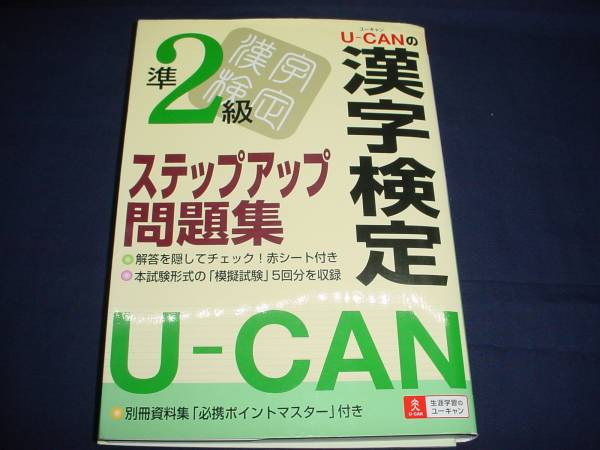 ユーキャン
U-CANの
漢字検定
準2級
漢字
検定
ステップアップ
問題集
解答を隠してチェック！赤シート付き
本試験形式の「模擬試験」5回分を収録
U-CAN
別冊資料集「必携ポイントマスター」付き
U-CAN
生涯学習の
ユーキャン